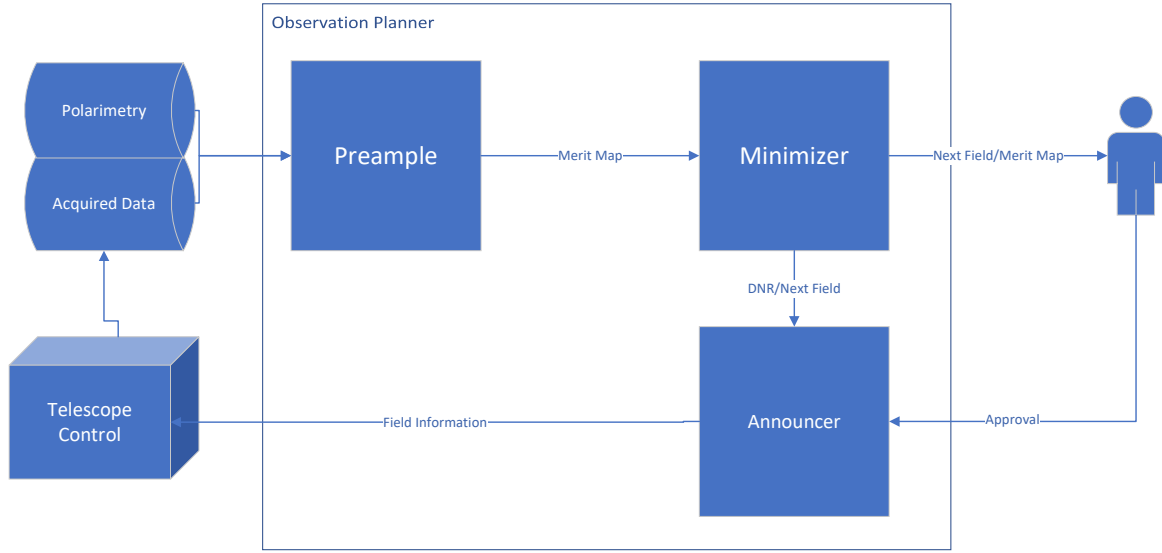 Observation Planner
Polarimetry
Acquired Data
Preample
Merit Map
Minimizer
Next Field/Merit Map
DNR/Next Field
Telescope
Control
Field Information
Announcer
Approval